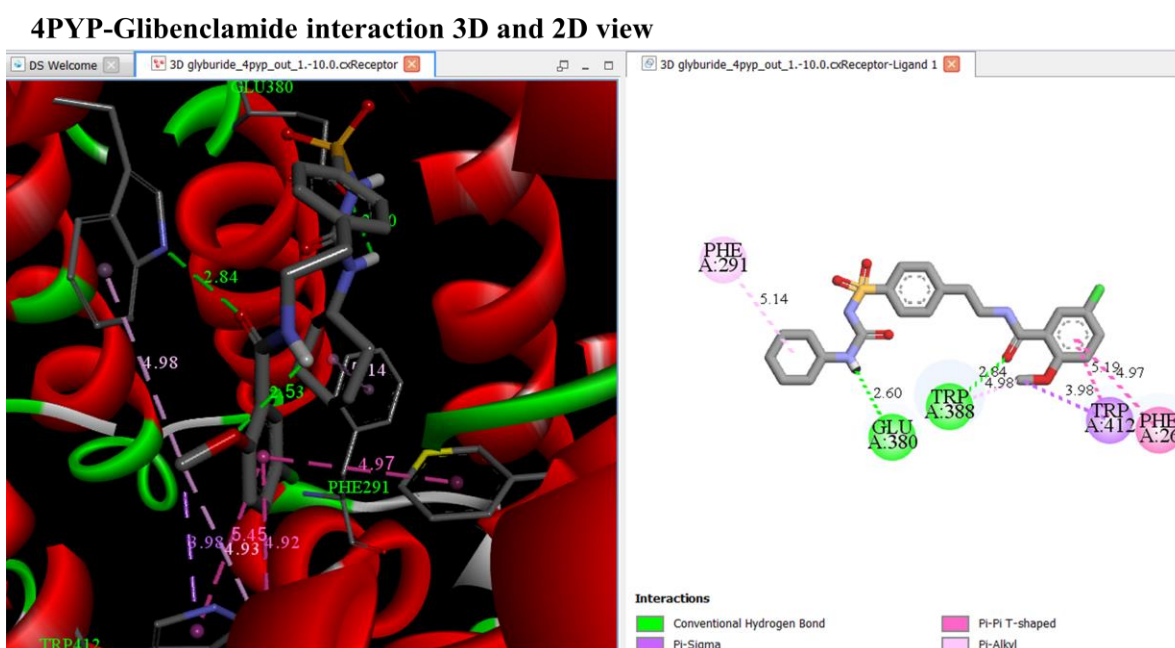 4PYP-Glibenclamide interaction 3D and 2D view
DS Welcome
3D glyburide_4pyp_out_1.-10.0.cxReceptor
3D glyburide_4pyp_out_1.-10.0.cxReceptor-Ligand 1
GLU380
2.84
4.98
2.53
4.97
PHE291
3.98
5.45
4.93
4.92
TRP412
PHE
A:291
5.14
2.60
GLU
A:380
2.84
4.98
TRP
A:388
3.98
5.19
4.97
TRP
A:412
PHE
Interactions
Conventional Hydrogen Bond
Pi-Pi T-shaped
Pi-Sigma
Pi-Alkyl